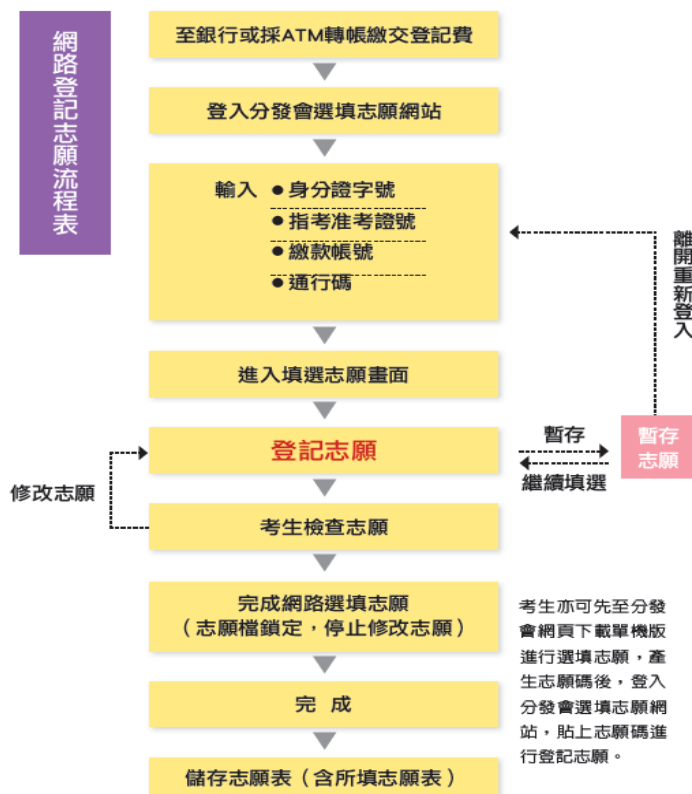 網路登記志願流程表
至銀行或採ATM轉帳繳交登記費
登入分發會選填志願網站
輸入 ●身分證字號
●指考准考證號
●繳款帳號
●通行碼
離開重新登入
進入填選志願畫面
登記志願
暫存
繼續填選
暫存
志願
修改志願
考生檢查志願
完成網路選填志願
（志願檔鎖定，停止修改志願）
完 成
儲存志願表（含所填志願表）
考生亦可先至分發
會網頁下載單機版
進行選填志願，產
生志願碼後，登入
分發會選填志願網
站，貼上志願碼進
行登記志願。